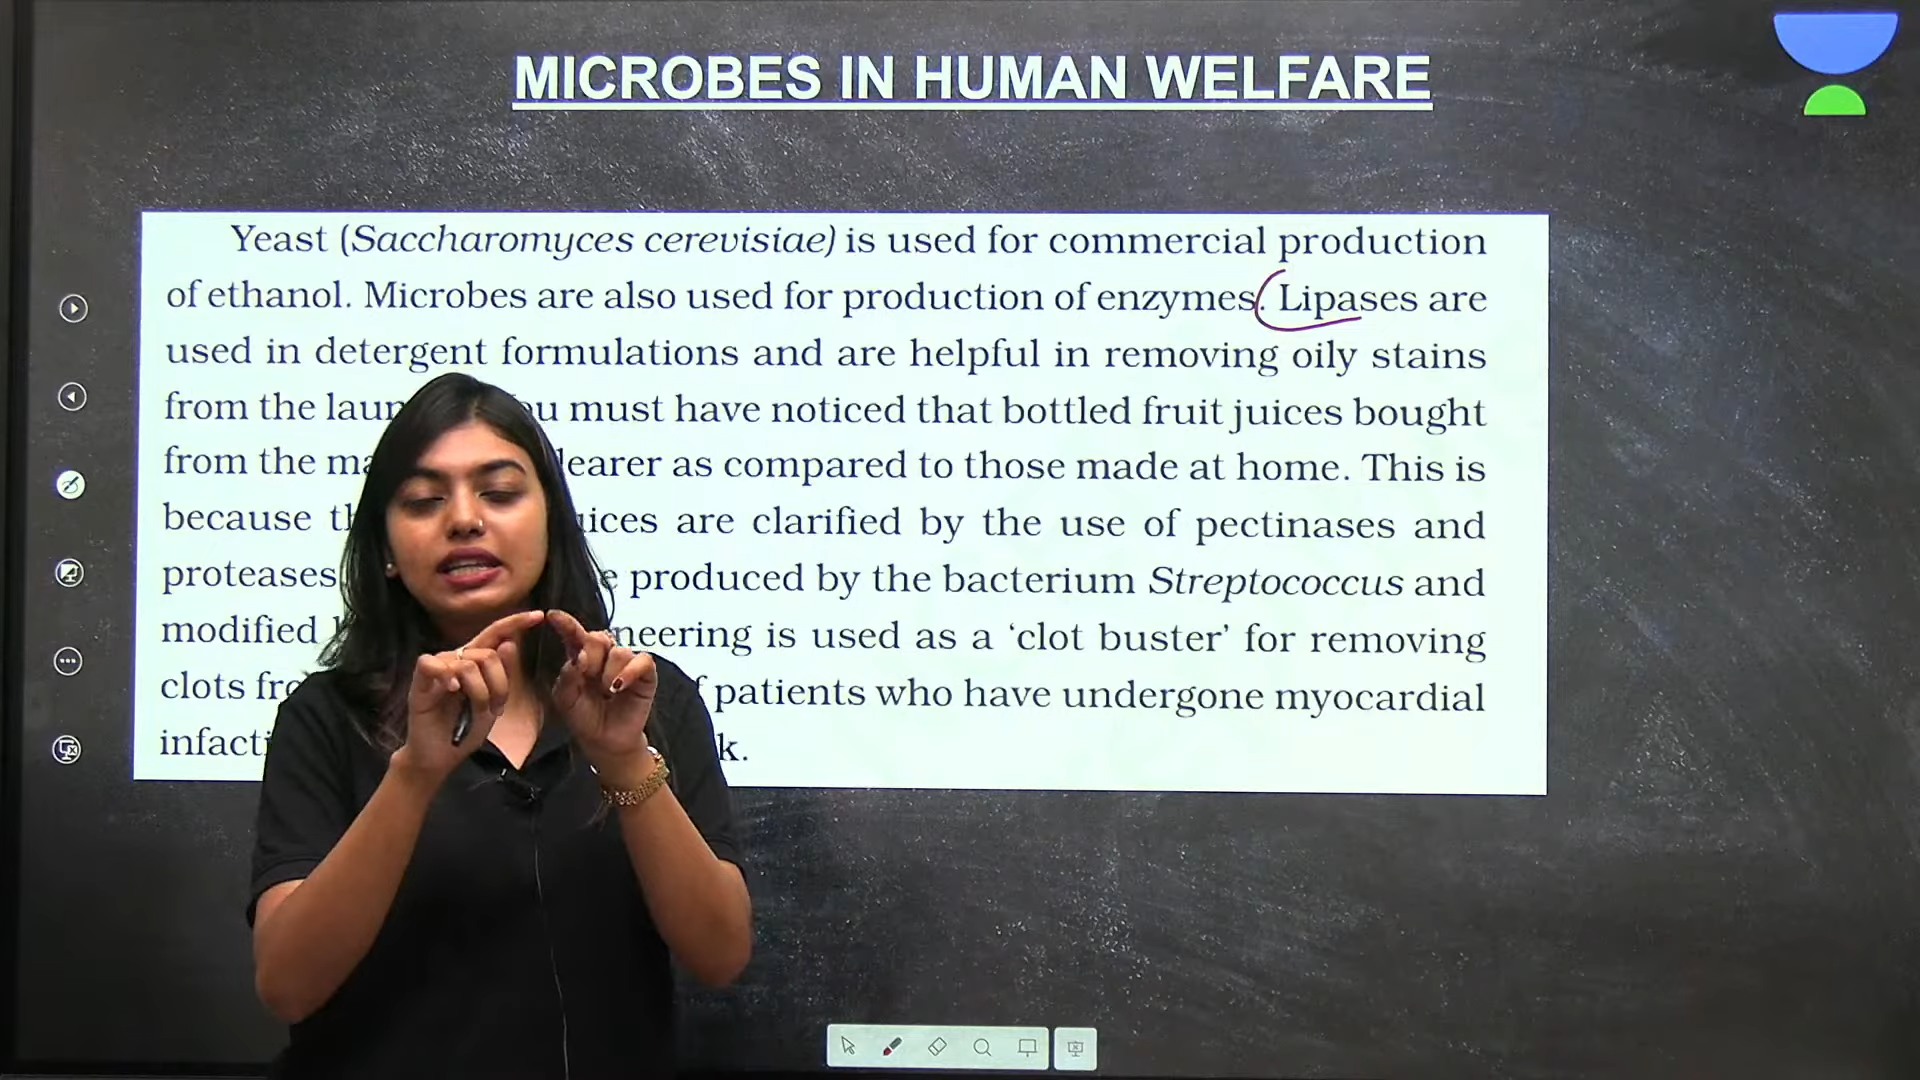 MICROBES IN HUMAN WELFARE
Yeast (Saccharomyces cerevisiae) is used for commercial production
of ethanol. Microbes are also used for production of enzymes. Lipases are
used in detergent formulations and are helpful in removing oily stains
from the laun ou must have noticed that bottled fruit juices bought
from the ma learer as compared to those made at home. This is
because th uices are clarified by the use of pectinases and
proteases. e produced by the bacterium Streptococcus and
modified neering is used as a ‘clot buster’ for removing
clots fro f patients who have undergone myocardial
infacti k.